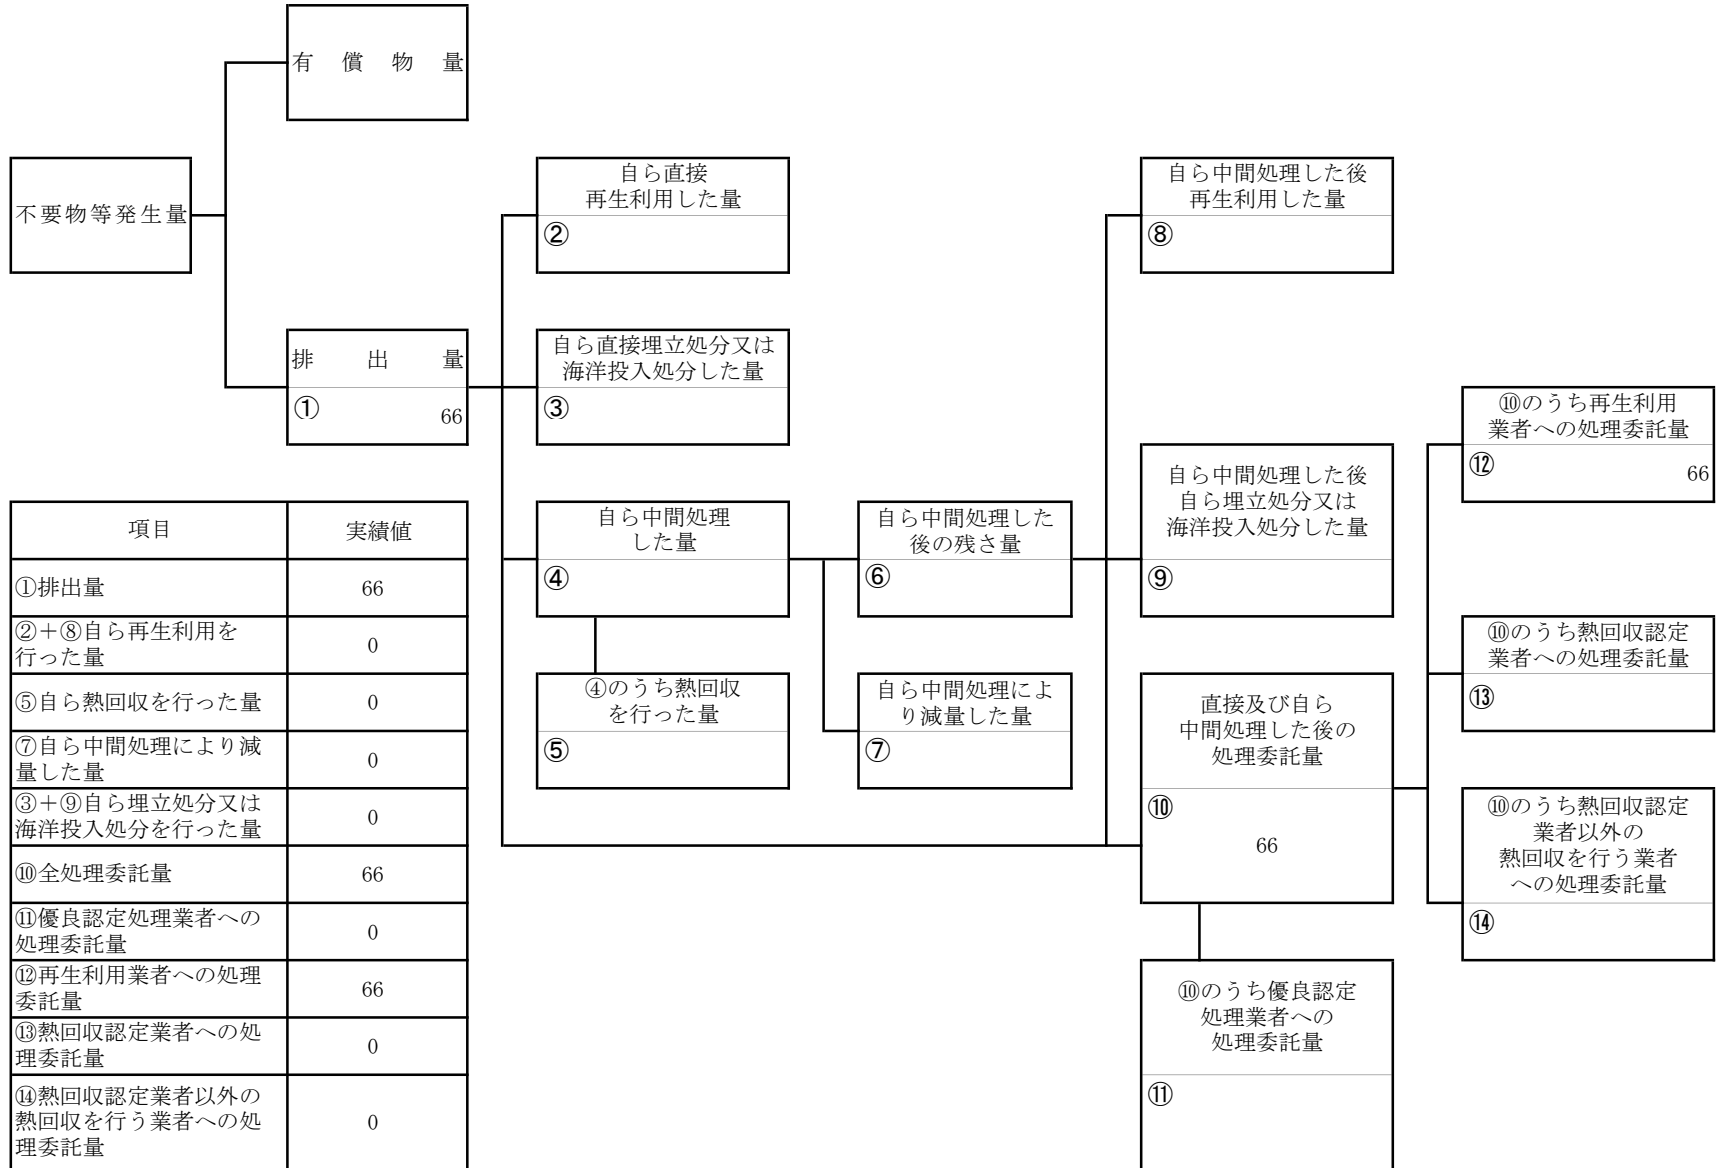 有償物量
不要物等発生量
自ら直接
再生利用した量
②
自ら中間処理した後
再生利用した量
⑧
排出量
①
66
自ら直接埋立処分又は
海洋投入処分した量
③
⑩のうち再生利用
業者への処理委託量
⑫
66
自ら中間処理
した量
④
自ら中間処理した
後の残さ量
⑥
自ら中間処理した後
自ら埋立処分又は
海洋投入処分した量
⑨
⑩のうち熱回収認定
業者への処理委託量
⑬
④のうち熱回収
を行った量
⑤
自ら中間処理によ
り減量した量
⑦
直接及び自ら
中間処理した後の
処理委託量
⑩
66
⑩のうち熱回収認定
業者以外の
熱回収を行う業者
への処理委託量
⑭
⑩のうち優良認定
処理業者への
処理委託量
⑪
項目
実績値
①排出量
66
②＋⑧自ら再生利用を
行った量
0
⑤自ら熱回収を行った量
0
⑦自ら中間処理により減
量した量
0
③＋⑨自ら埋立処分又は
海洋投入処分を行った量
0
⑩全処理委託量
66
⑪優良認定処理業者への
処理委託量
0
⑫再生利用業者への処理
委託量
66
⑬熱回収認定業者への処
理委託量
0
⑭熱回収認定業者以外の
熱回収を行う業者への処
理委託量
0